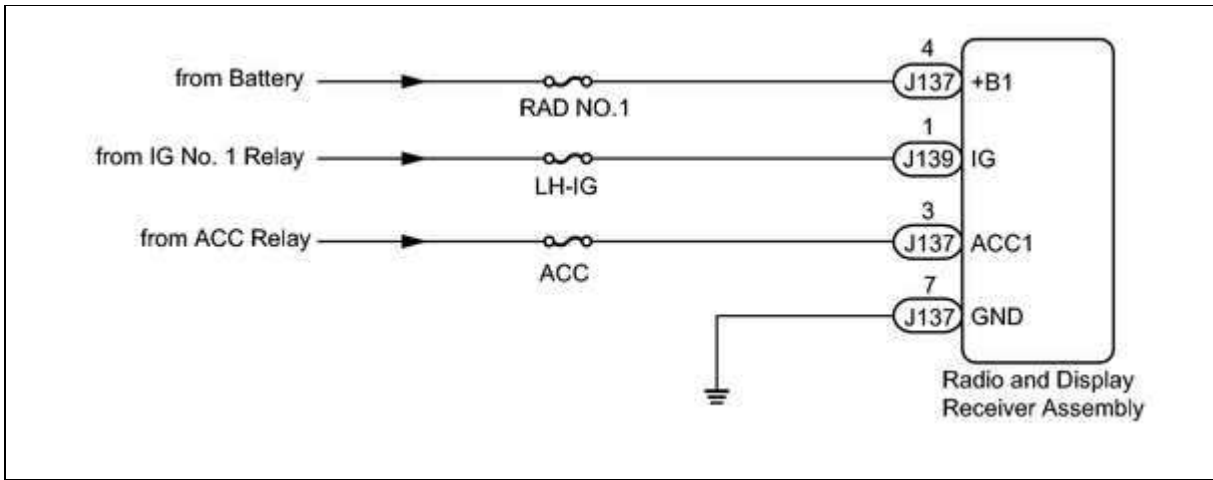 4
from Battery
J137 +B1
RAD NO.1
1
from IG No. 1 Relay
J139 IG
LH-IG
3
from ACC Relay
J137 ACC1
ACC
7
J137 GND
Radio and Display
Receiver Assembly